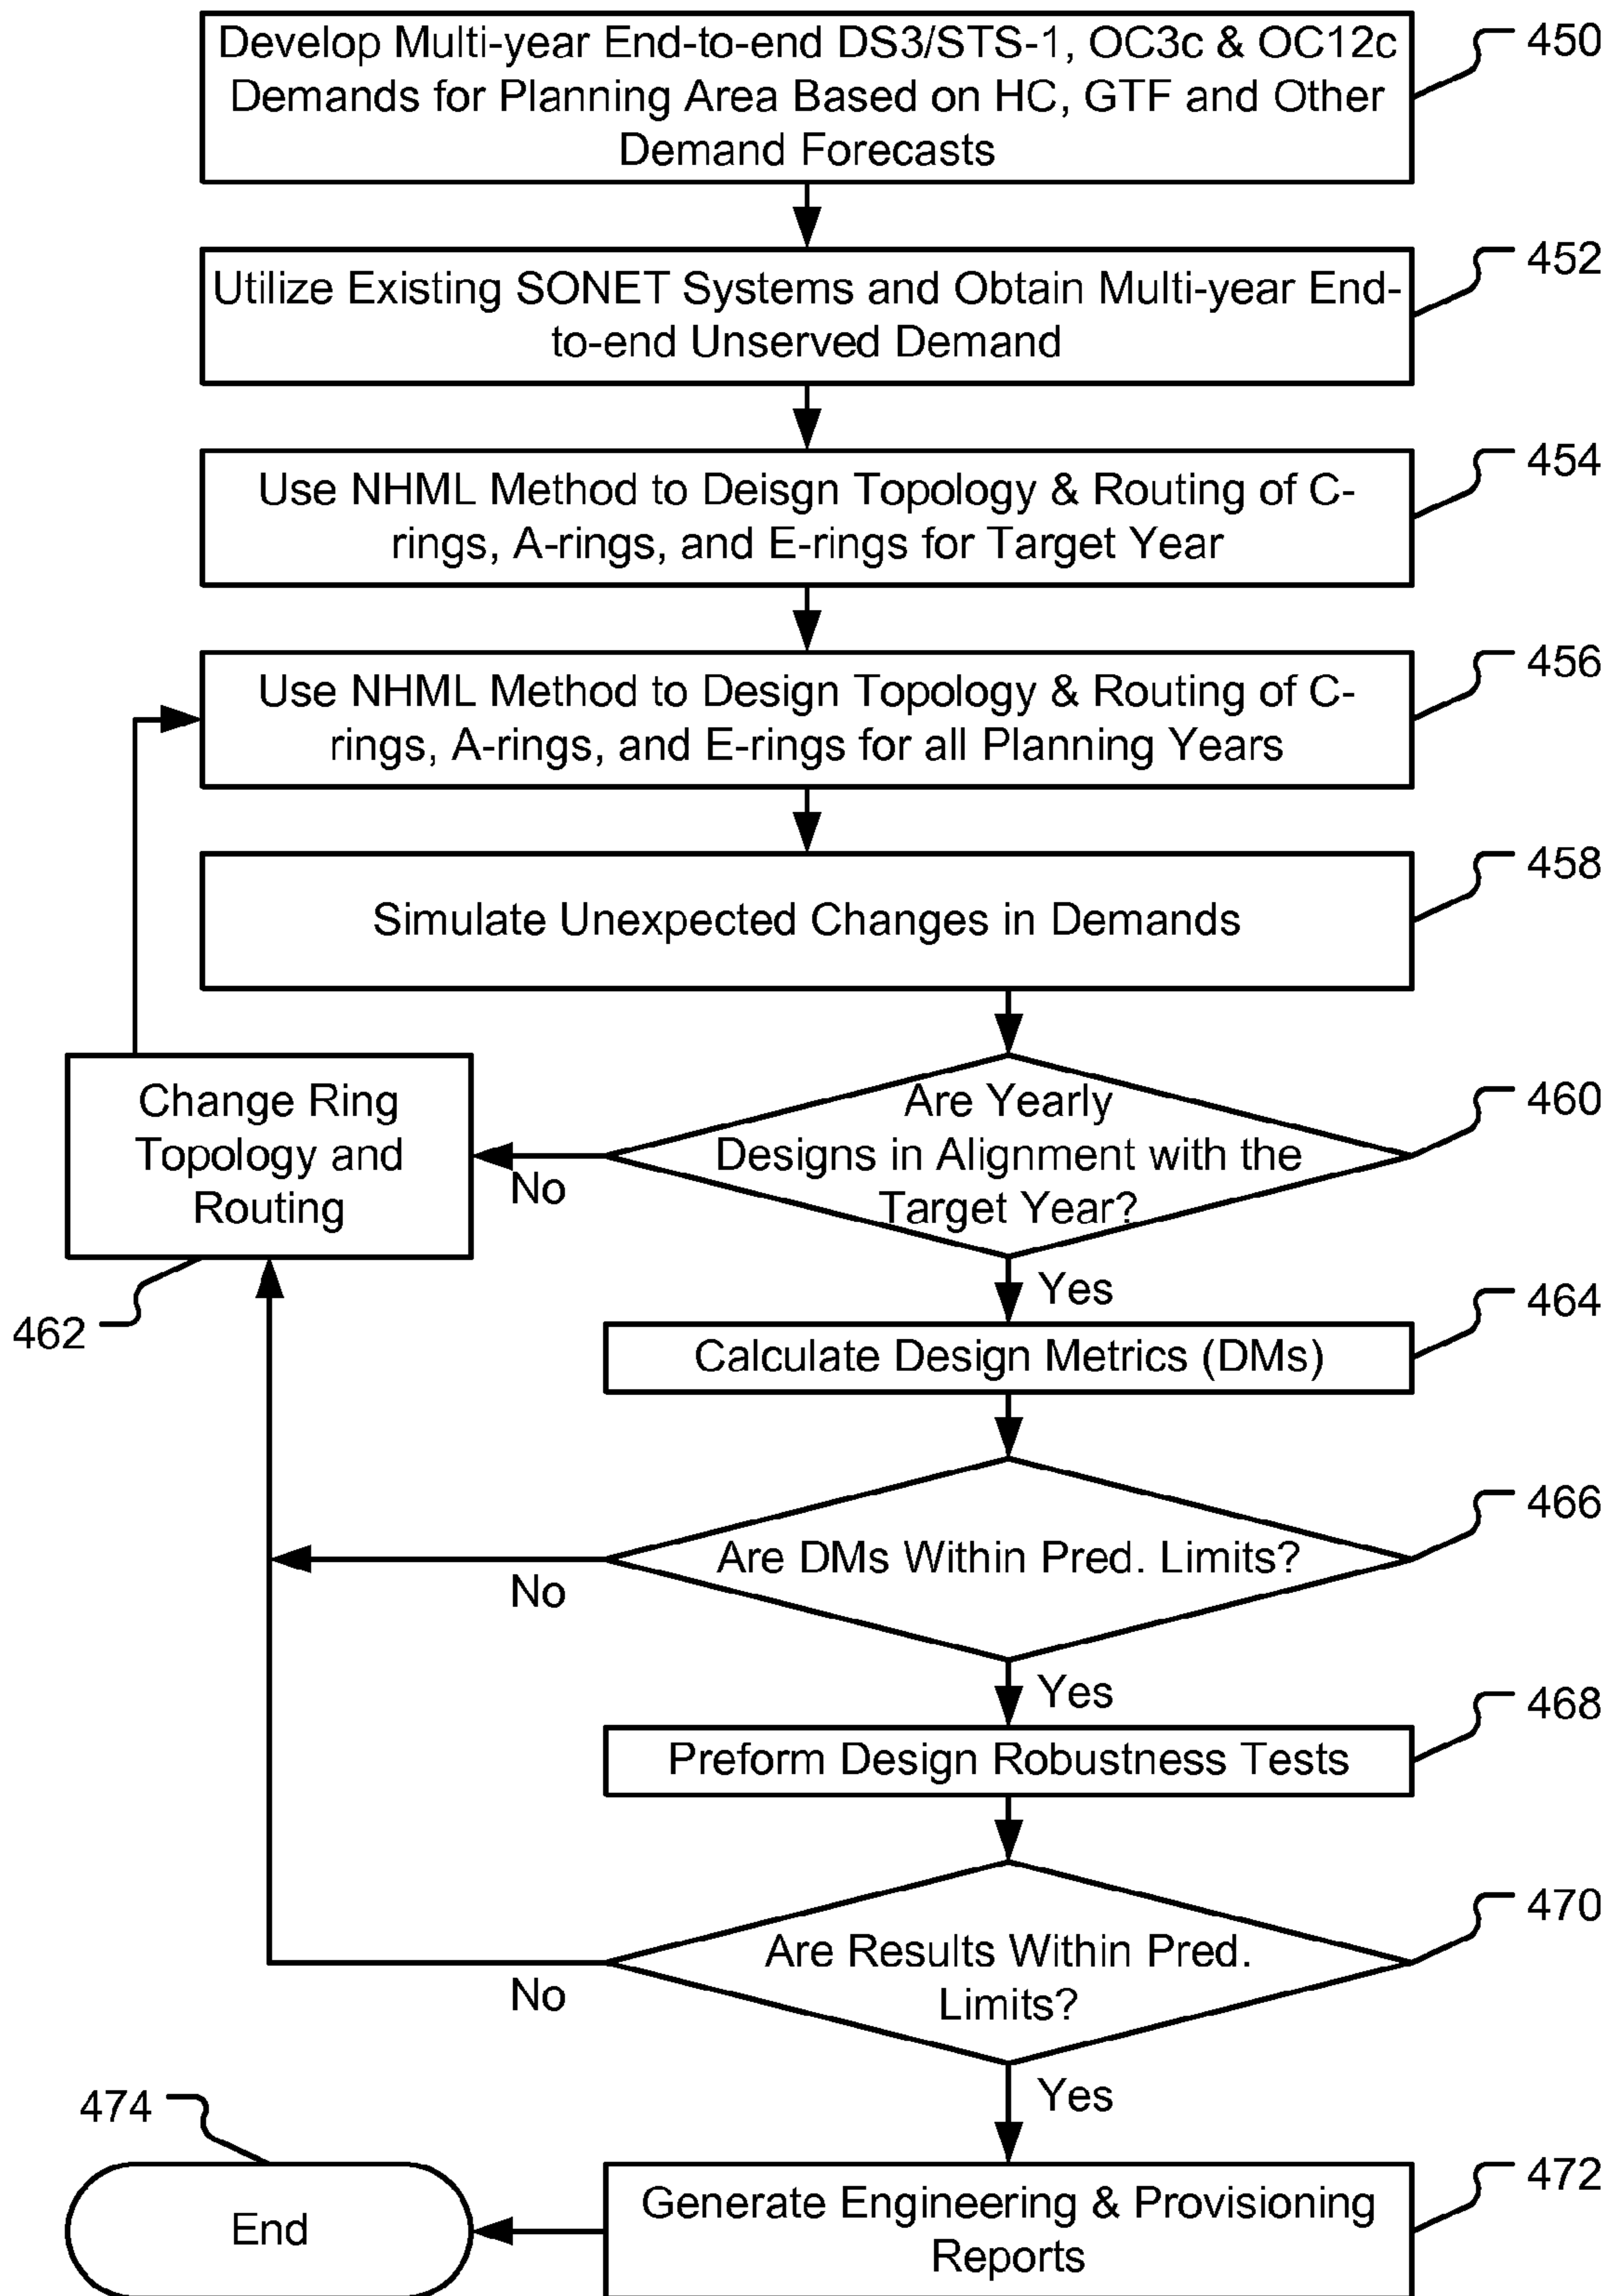 Develop Multi-year End-to-end DS3/STS-1, OC3c & OC12c
Demands for Planning Area Based on HC, GTF and Other
Demand Forecasts
450
Utilize Existing SONET Systems and Obtain Multi-year End-
to-end Unserved Demand
452
Use NHML Method to Deisgn Topology & Routing of C-
rings, A-rings, and E-rings for Target Year
454
Use NHML Method to Design Topology & Routing of C-
rings, A-rings, and E-rings for all Planning Years
456
Simulate Unexpected Changes in Demands
458
Change Ring
Topology and
Routing
462
Are Yearly
Designs in Alignment with the
Target Year?
460
No
Yes
Calculate Design Metrics (DMs)
464
Are DMs Within Pred. Limits?
466
No
Yes
Preform Design Robustness Tests
468
Are Results Within Pred.
Limits?
470
No
Yes
Generate Engineering & Provisioning
Reports
472
474
End